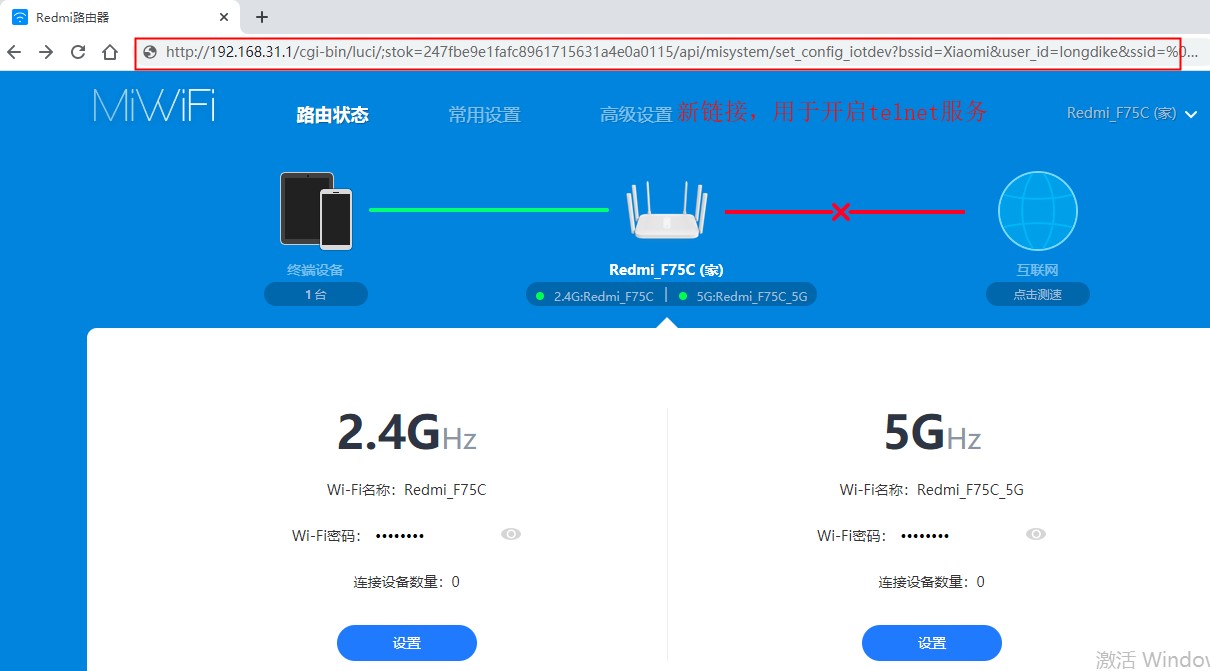 Redmi路由器
http://192.168.31.1/cgi-bin/luci/;stok=247fbe9e1fafc8961715631a4e0a0115/api/misystem/set_config_iotdev?bssid=Xiaomi&user_id=longdike&ssid=%0...
MiWiFi
路由状态
常用设置
高级设置
新链接，用于开启telnet服务
Redmi_F75C (家)
终端设备
1 台
Redmi_F75C (家)
2.4G:Redmi_F75C | 5G:Redmi_F75C_5G
互联网
点击测速
2.4GHz
Wi-Fi名称：Redmi_F75C
Wi-Fi密码： ••••••••
连接设备数量：0
设置
5GHz
Wi-Fi名称：Redmi_F75C_5G
Wi-Fi密码： ••••••••
连接设备数量：0
设置
激活 Window